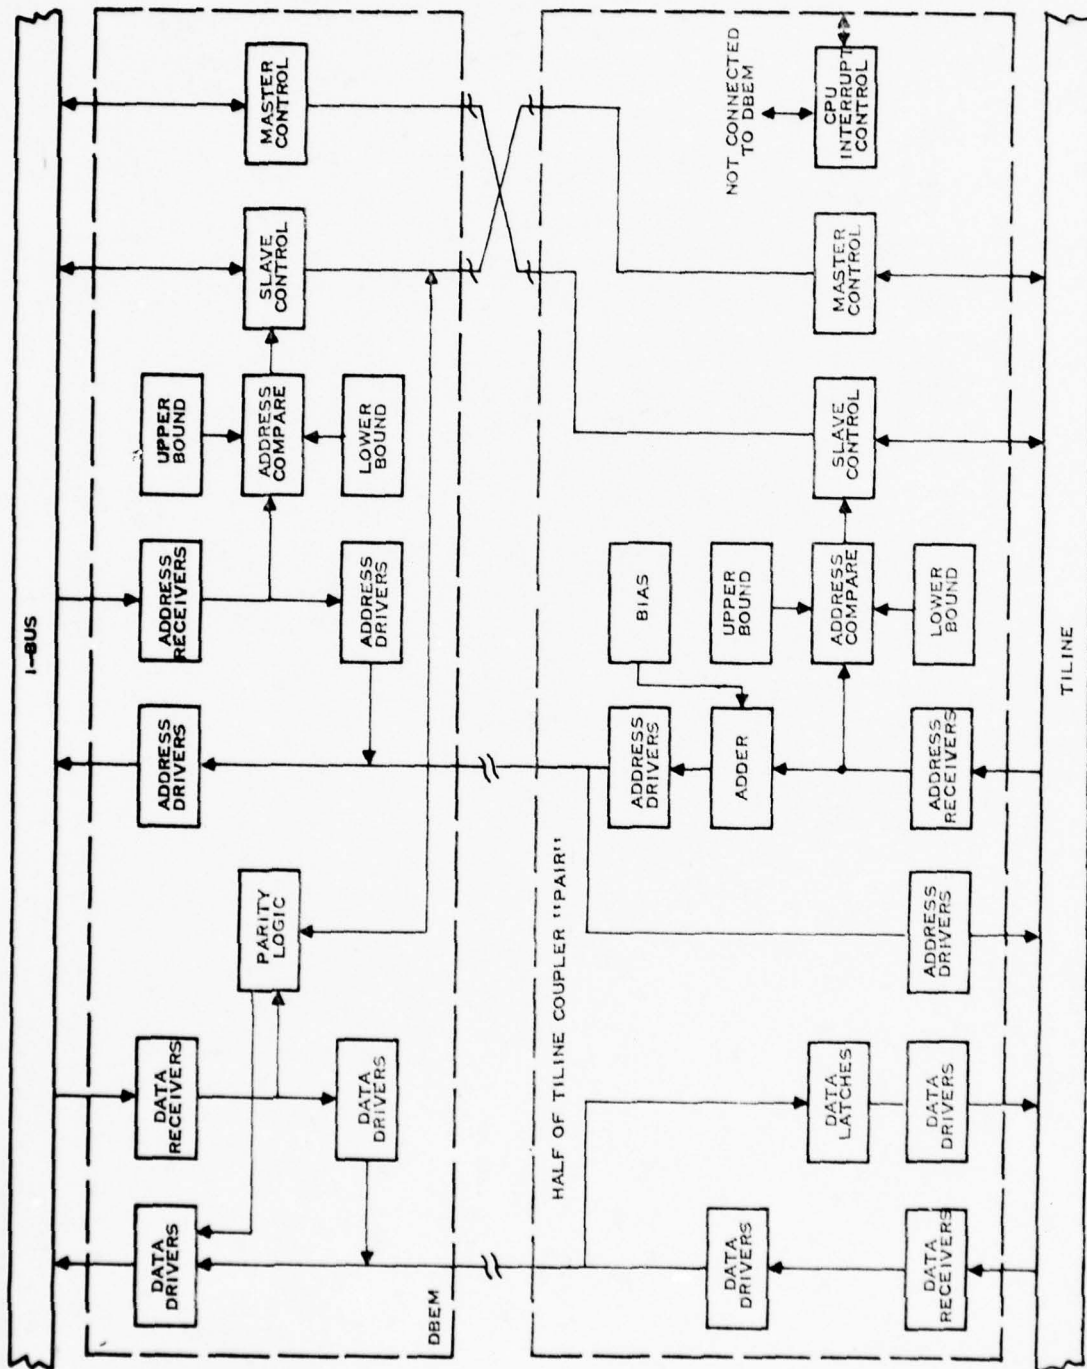 I-BUS
DATA
DRIVERS
DATA
RECEIVERS
ADDRESS
DRIVERS
ADDRESS
RECEIVERS
UPPER
BOUND
PARITY
LOGIC
ADDRESS
COMPARE
SLAVE
CONTROL
MASTER
CONTROL
DATA
DRIVERS
ADDRESS
DRIVERS
LOWER
BOUND
DBEM
HALF OF TILINE COUPLER "PAIR"
BIAS
NOT CONNECTED
TO DBEM
ADDRESS
DRIVERS
DATA
DRIVERS
ADDER
UPPER
BOUND
DATA
LATCHES
ADDRESS
COMPARE
SLAVE
CONTROL
MASTER
CONTROL
CPU
INTERRUPT
CONTROL
DATA
RECEIVERS
DATA
DRIVERS
ADDRESS
DRIVERS
ADDRESS
RECEIVERS
LOWER
BOUND
TILINE